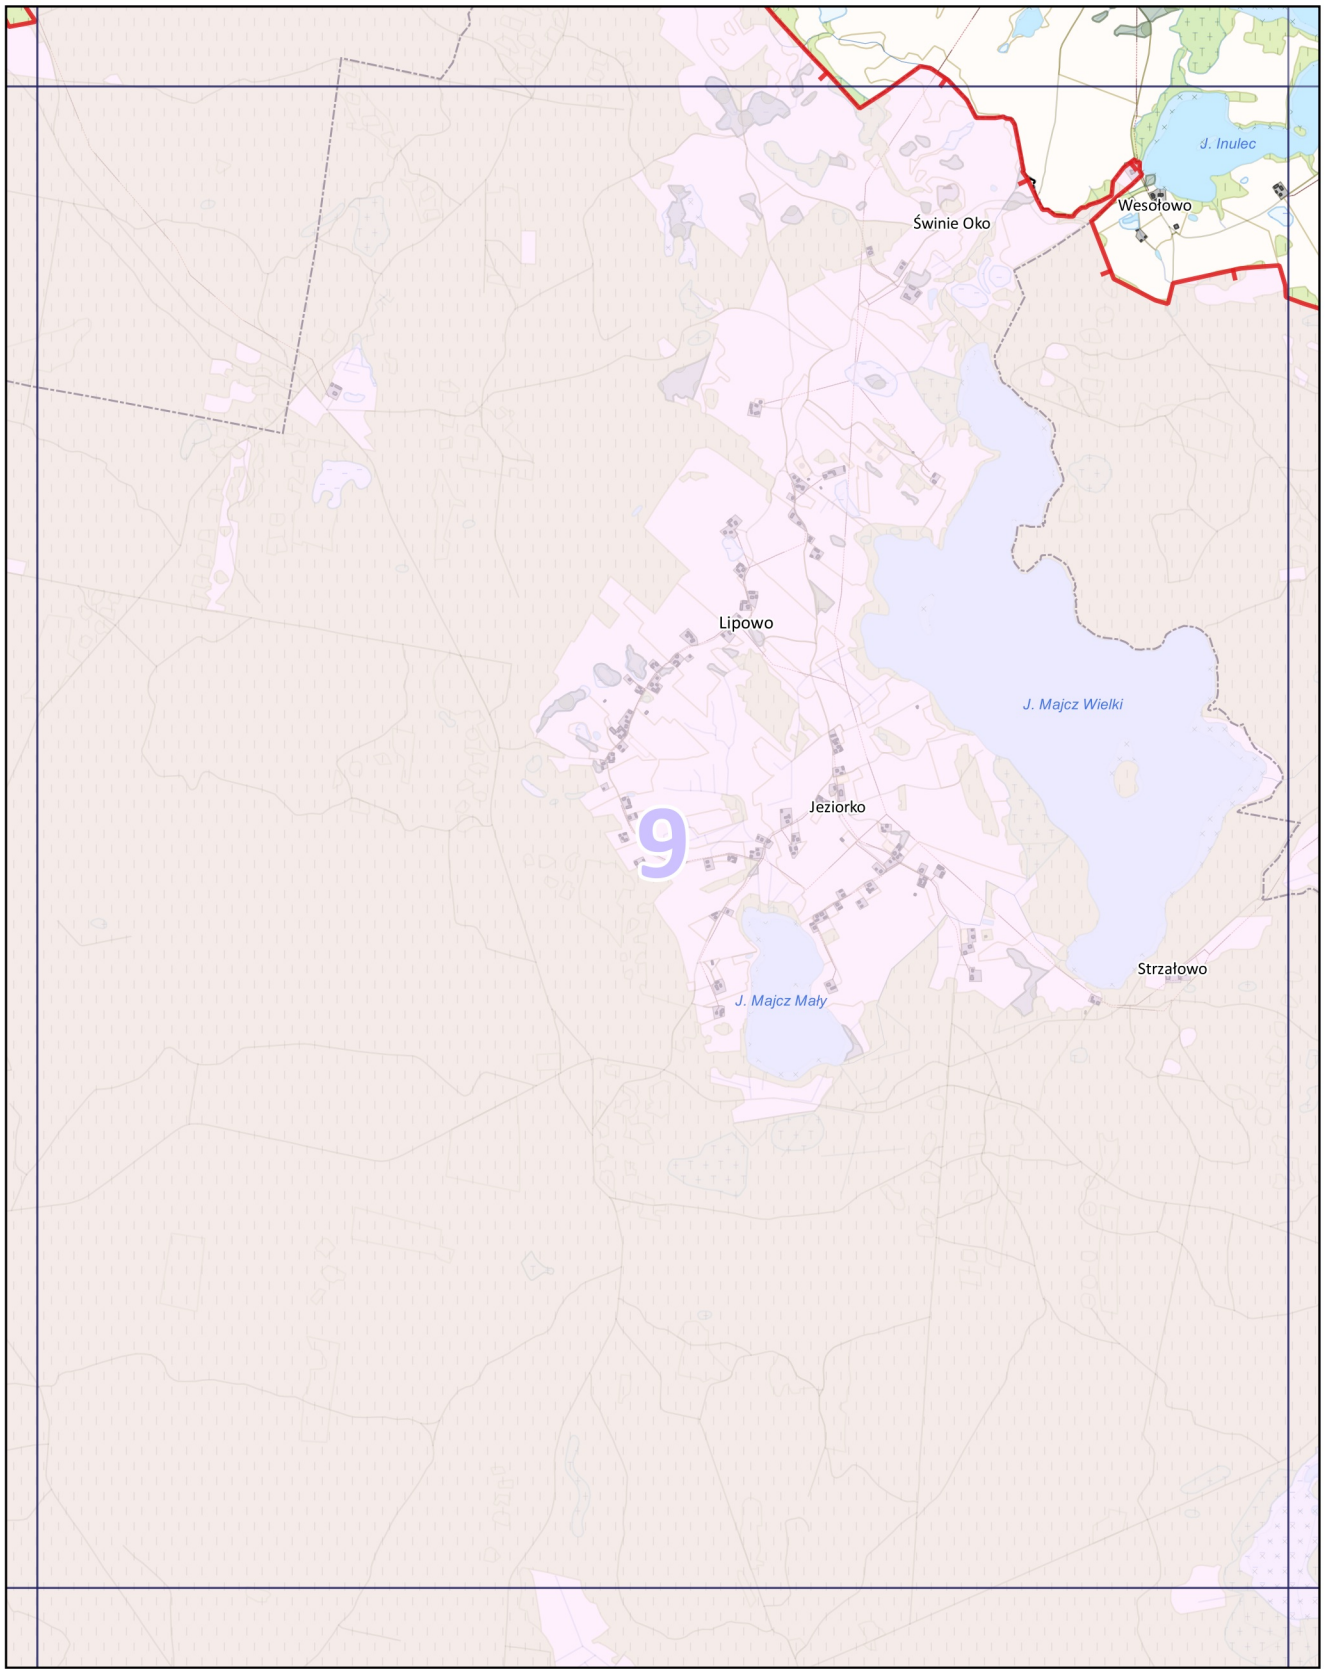 J. Inulec
Wesołowo
Świnie Oko
Lipowo
J. Majcz Wielki
Jeziorko
9
Strzałowo
J. Majcz Mały